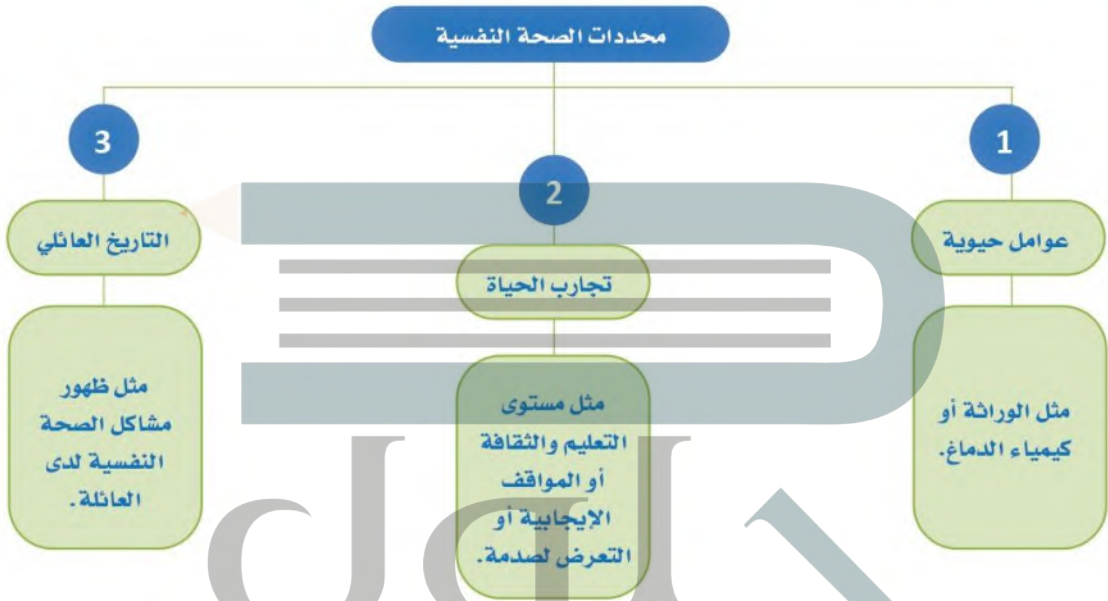 محددات الصحة النفسية
1
عوامل حيوية
مثل الوراثة أو
كيمياء الدماغ.
2
تجارب الحياة
مثل مستوى
التعليم والثقافة
أو المواقف
الإيجابية أو
التعرض لصدمة.
3
التاريخ العائلي
مثل ظهور
مشاكل الصحة
النفسية لدى
العائلة.